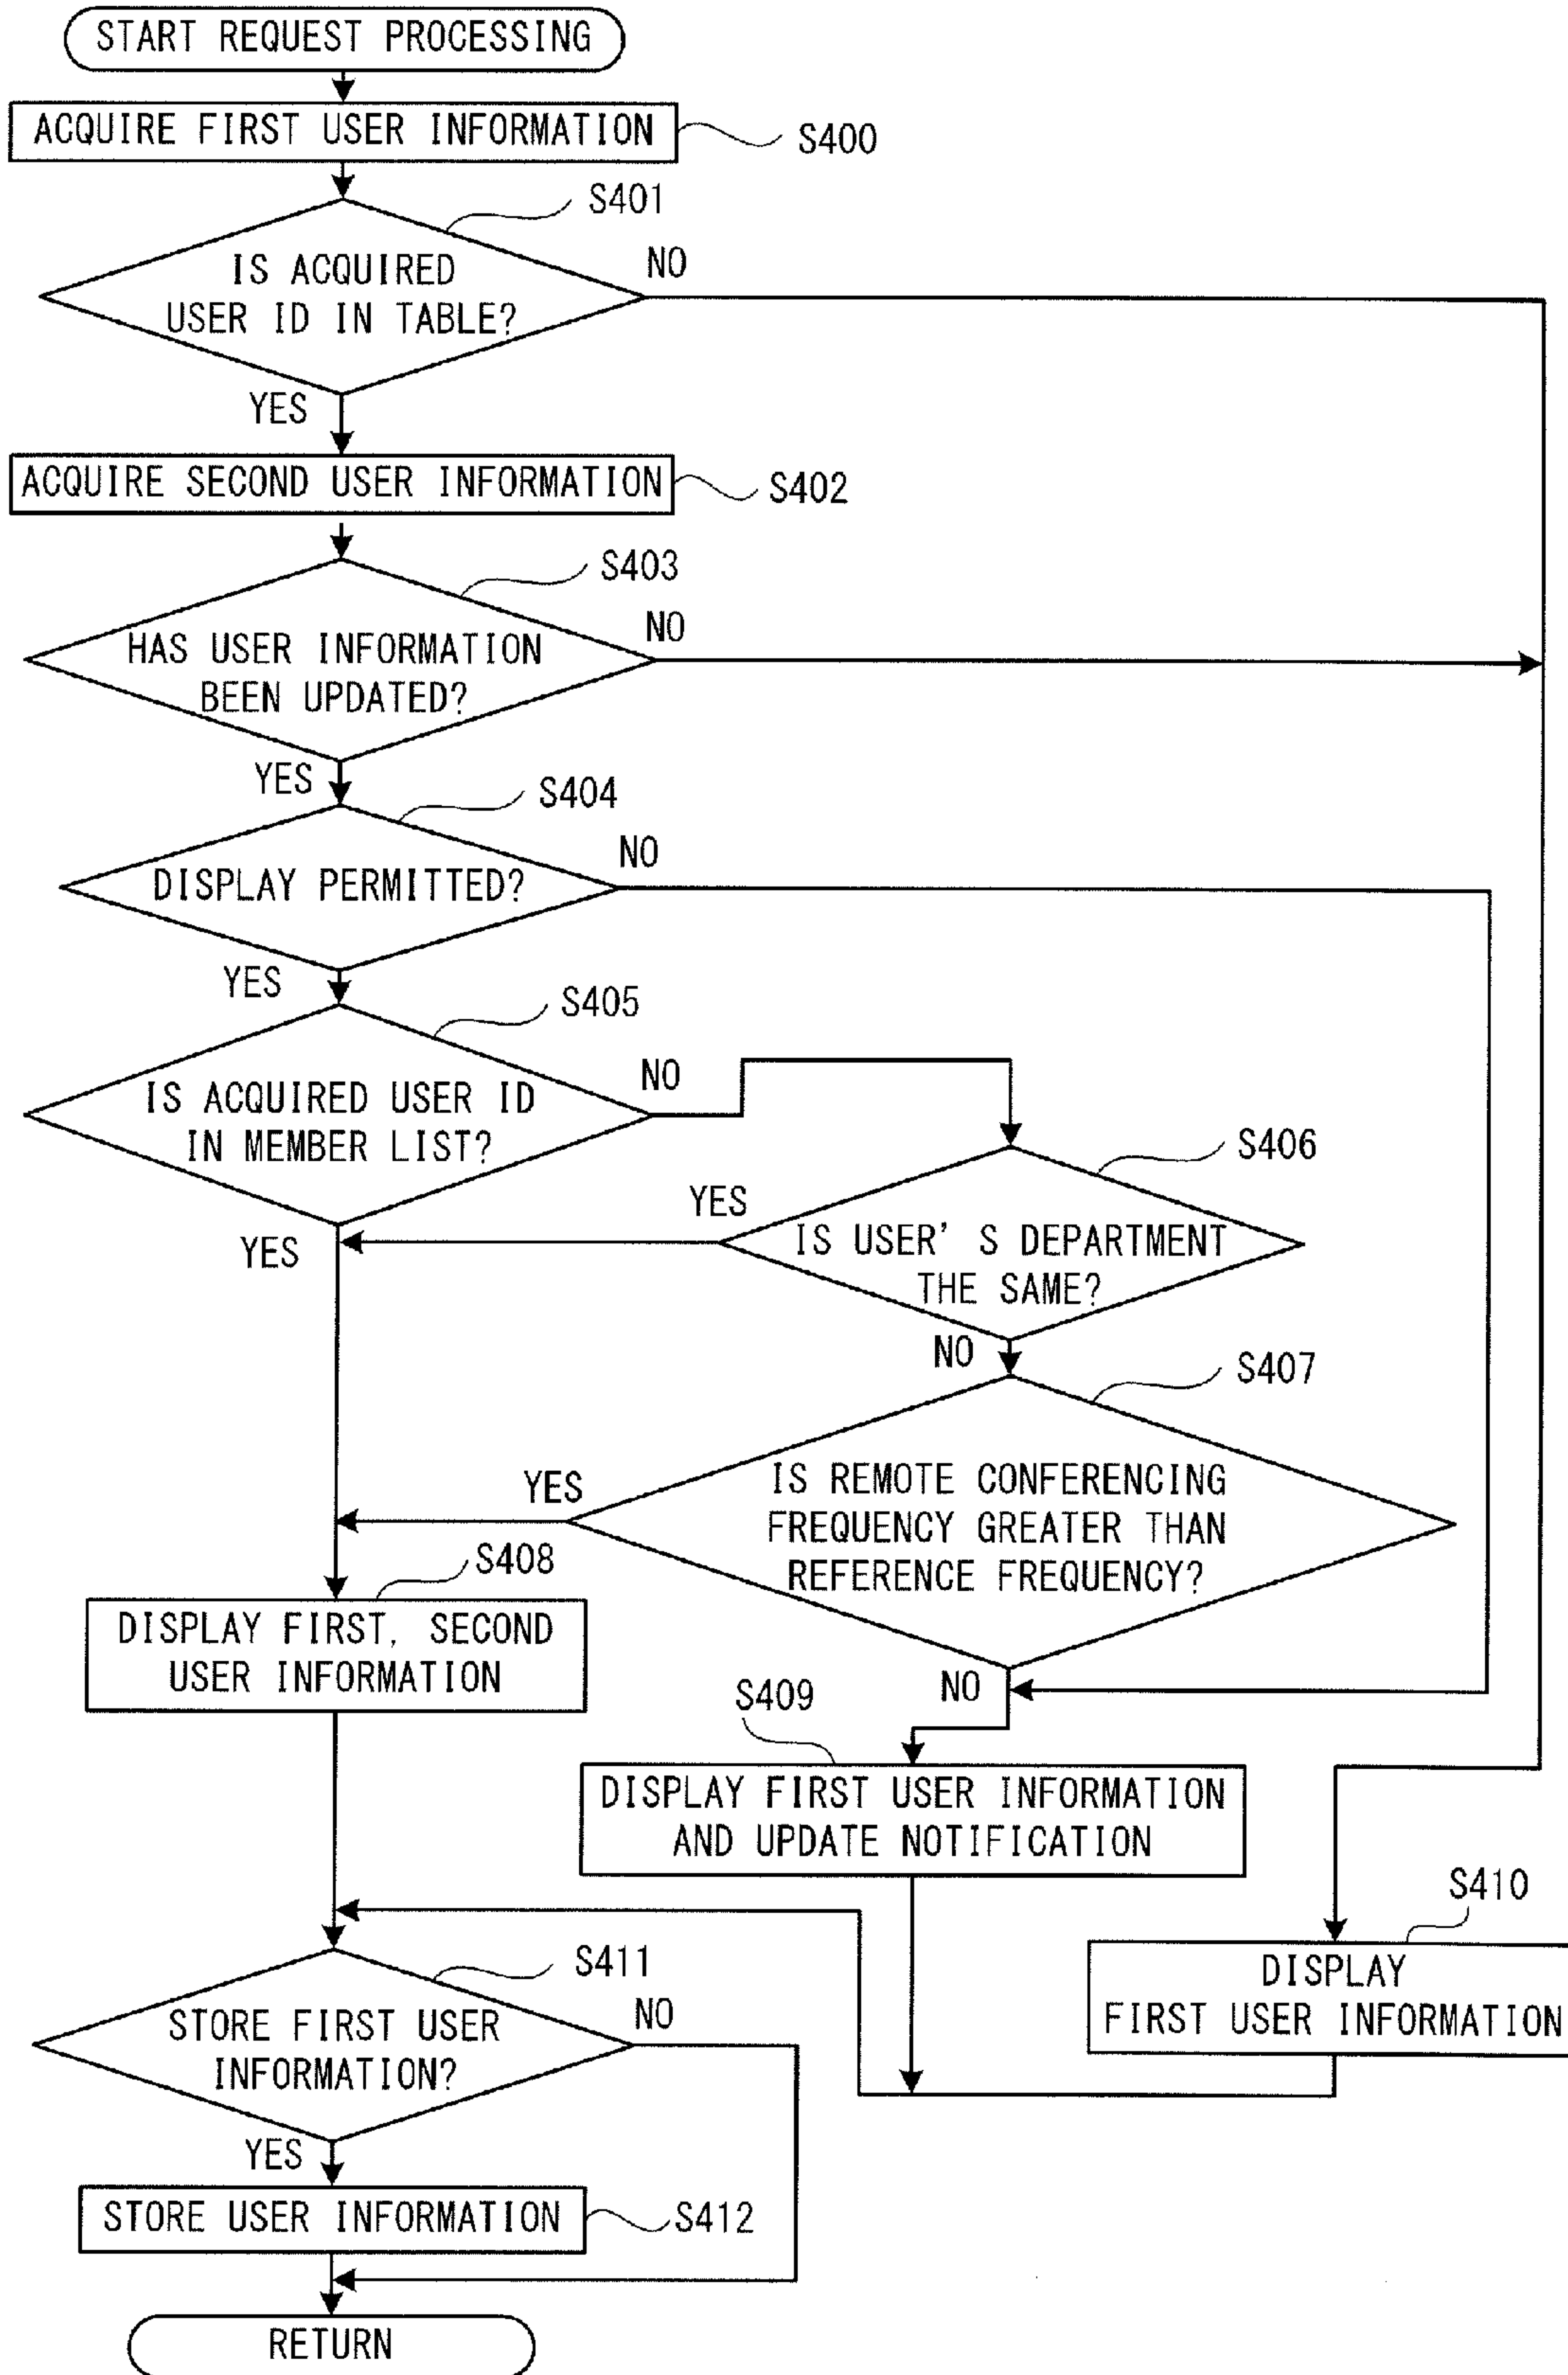 START REQUEST PROCESSING
ACQUIRE FIRST USER INFORMATION
S400
S401
IS ACQUIRED
USER ID IN TABLE?
NO
YES
ACQUIRE SECOND USER INFORMATION
S402
S403
HAS USER INFORMATION
BEEN UPDATED?
NO
YES
S404
DISPLAY PERMITTED?
NO
YES
S405
IS ACQUIRED USER ID
IN MEMBER LIST?
NO
YES
S406
IS USER'S DEPARTMENT
THE SAME?
YES
NO
S407
IS REMOTE CONFERENCING
FREQUENCY GREATER THAN
REFERENCE FREQUENCY?
YES
NO
S408
DISPLAY FIRST, SECOND
USER INFORMATION
S409
DISPLAY FIRST USER INFORMATION
AND UPDATE NOTIFICATION
S410
DISPLAY
FIRST USER INFORMATION
S411
STORE FIRST USER
INFORMATION?
NO
YES
STORE USER INFORMATION
S412
RETURN